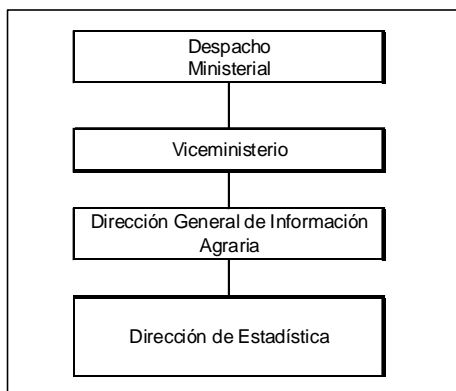 Despacho
Ministerial
Viceministerio
Dirección General de Información
Agraria
Dirección de Estadística